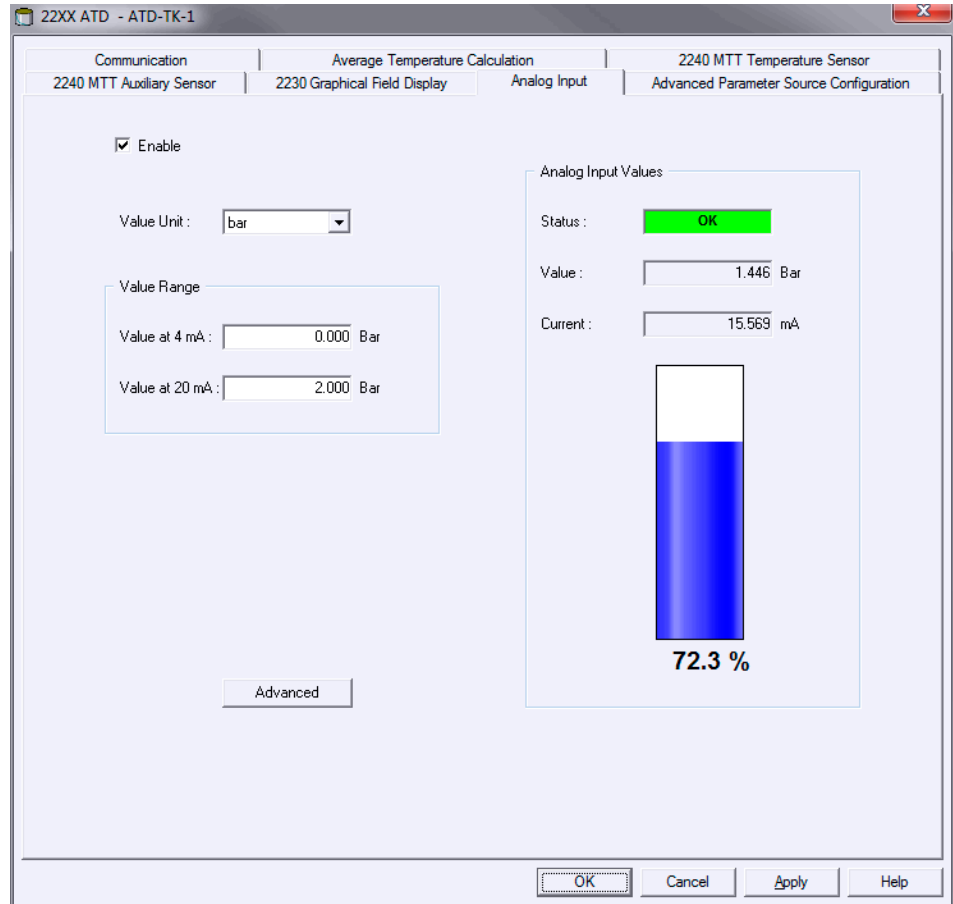 22XX ATD - ATD-TK-1
Communication
Average Temperature Calculation
2240 MTT Temperature Sensor
2240 MTT Auxiliary Sensor
2230 Graphical Field Display
Analog Input
Advanced Parameter Source Configuration
Enable
Value Unit : bar
Value Range
Value at 4 mA : 0.000 Bar
Value at 20 mA : 2.000 Bar
Advanced
Analog Input Values
Status : OK
Value : 1.446 Bar
Current : 15.569 mA
72.3 %
OK
Cancel
Apply
Help